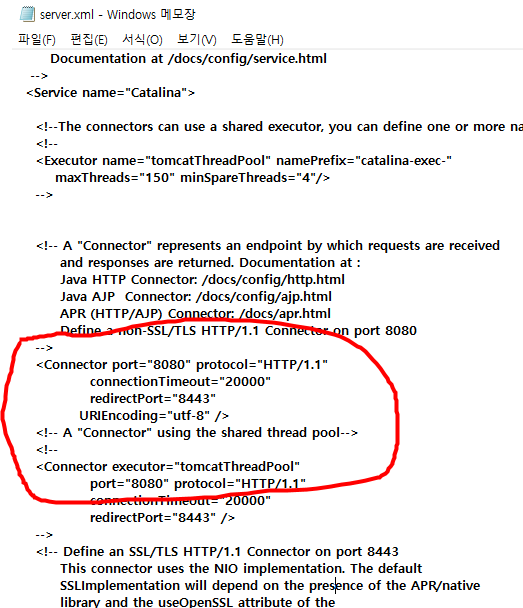 server.xml - Windows 메모장
파일(F) 편집(E) 서식(O) 보기(V) 도움말(H)
Documentation at /docs/config/service.html
-->
<Service name="Catalina">
<!--The connectors can use a shared executor, you can define one or more na
<!--
<Executor name="tomcatThreadPool" namePrefix="catalina-exec-"
maxThreads="150" minSpareThreads="4"/>
-->
<!-- A "Connector" represents an endpoint by which requests are received
and responses are returned. Documentation at :
Java HTTP Connector: /docs/config/http.html
Java AJP  Connector: /docs/config/ajp.html
APR (HTTP/AJP) Connector: /docs/apr.html
Define a non-SSL/TLS HTTP/1.1 Connector on port 8080
-->
<Connector port="8080" protocol="HTTP/1.1"
connectionTimeout="20000"
redirectPort="8443"
URIEncoding="utf-8" />
<!-- A "Connector" using the shared thread pool-->
<!--
<Connector executor="tomcatThreadPool"
port="8080" protocol="HTTP/1.1"
connectionTimeout="20000"
redirectPort="8443" />
-->
<!-- Define an SSL/TLS HTTP/1.1 Connector on port 8443
This connector uses the NIO implementation. The default
SSLImplementation will depend on the presence of the APR/native
library and the useOpenSSL attribute of the